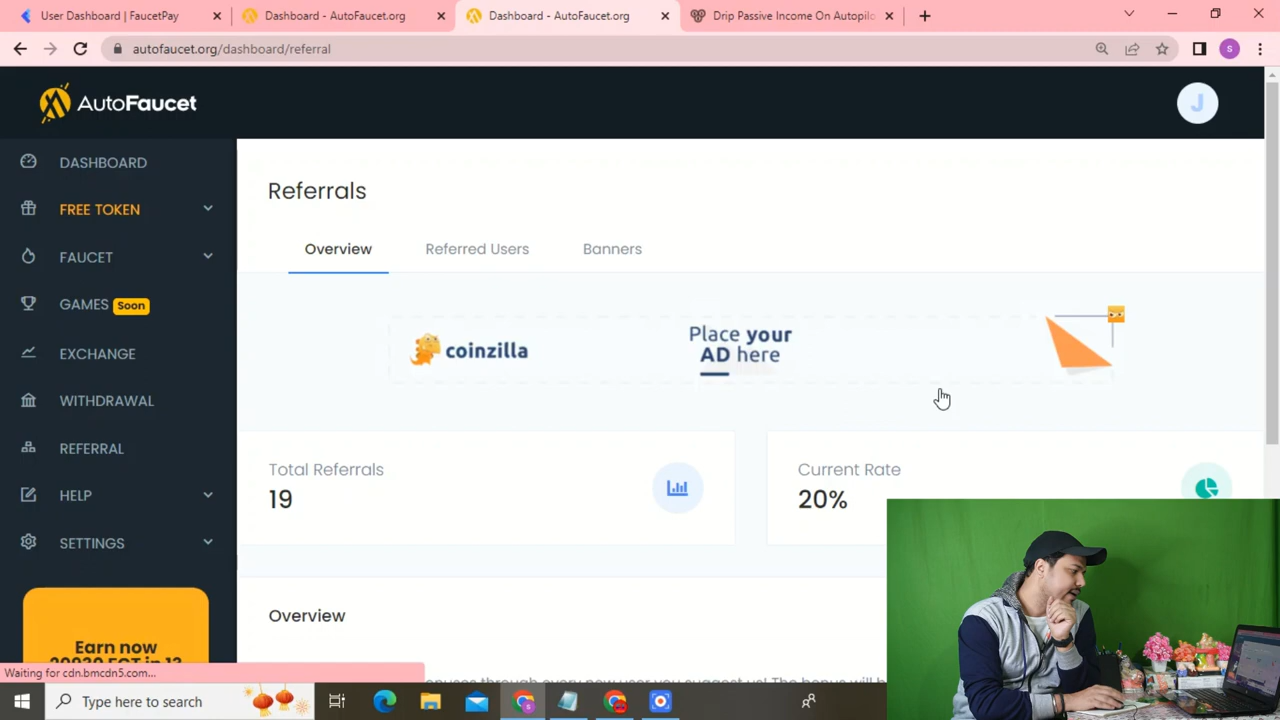 User Dashboard | FaucetPay
Dashboard - AutoFaucet.org
Dashboard - AutoFaucet.org
Drip Passive Income On Autopilo
autofaucet.org/dashboard/referral
S
AutoFaucet
J
DASHBOARD
FREE TOKEN
FAUCET
GAMES Soon
EXCHANGE
WITHDRAWAL
REFERRAL
HELP
SETTINGS
Earn now
Referrals
Overview
Referred Users
Banners
coinzilla
Place your
AD here
Total Referrals
19
Current Rate
20%
Overview
Waiting for cdn.bmcdn5.com...
Type here to search